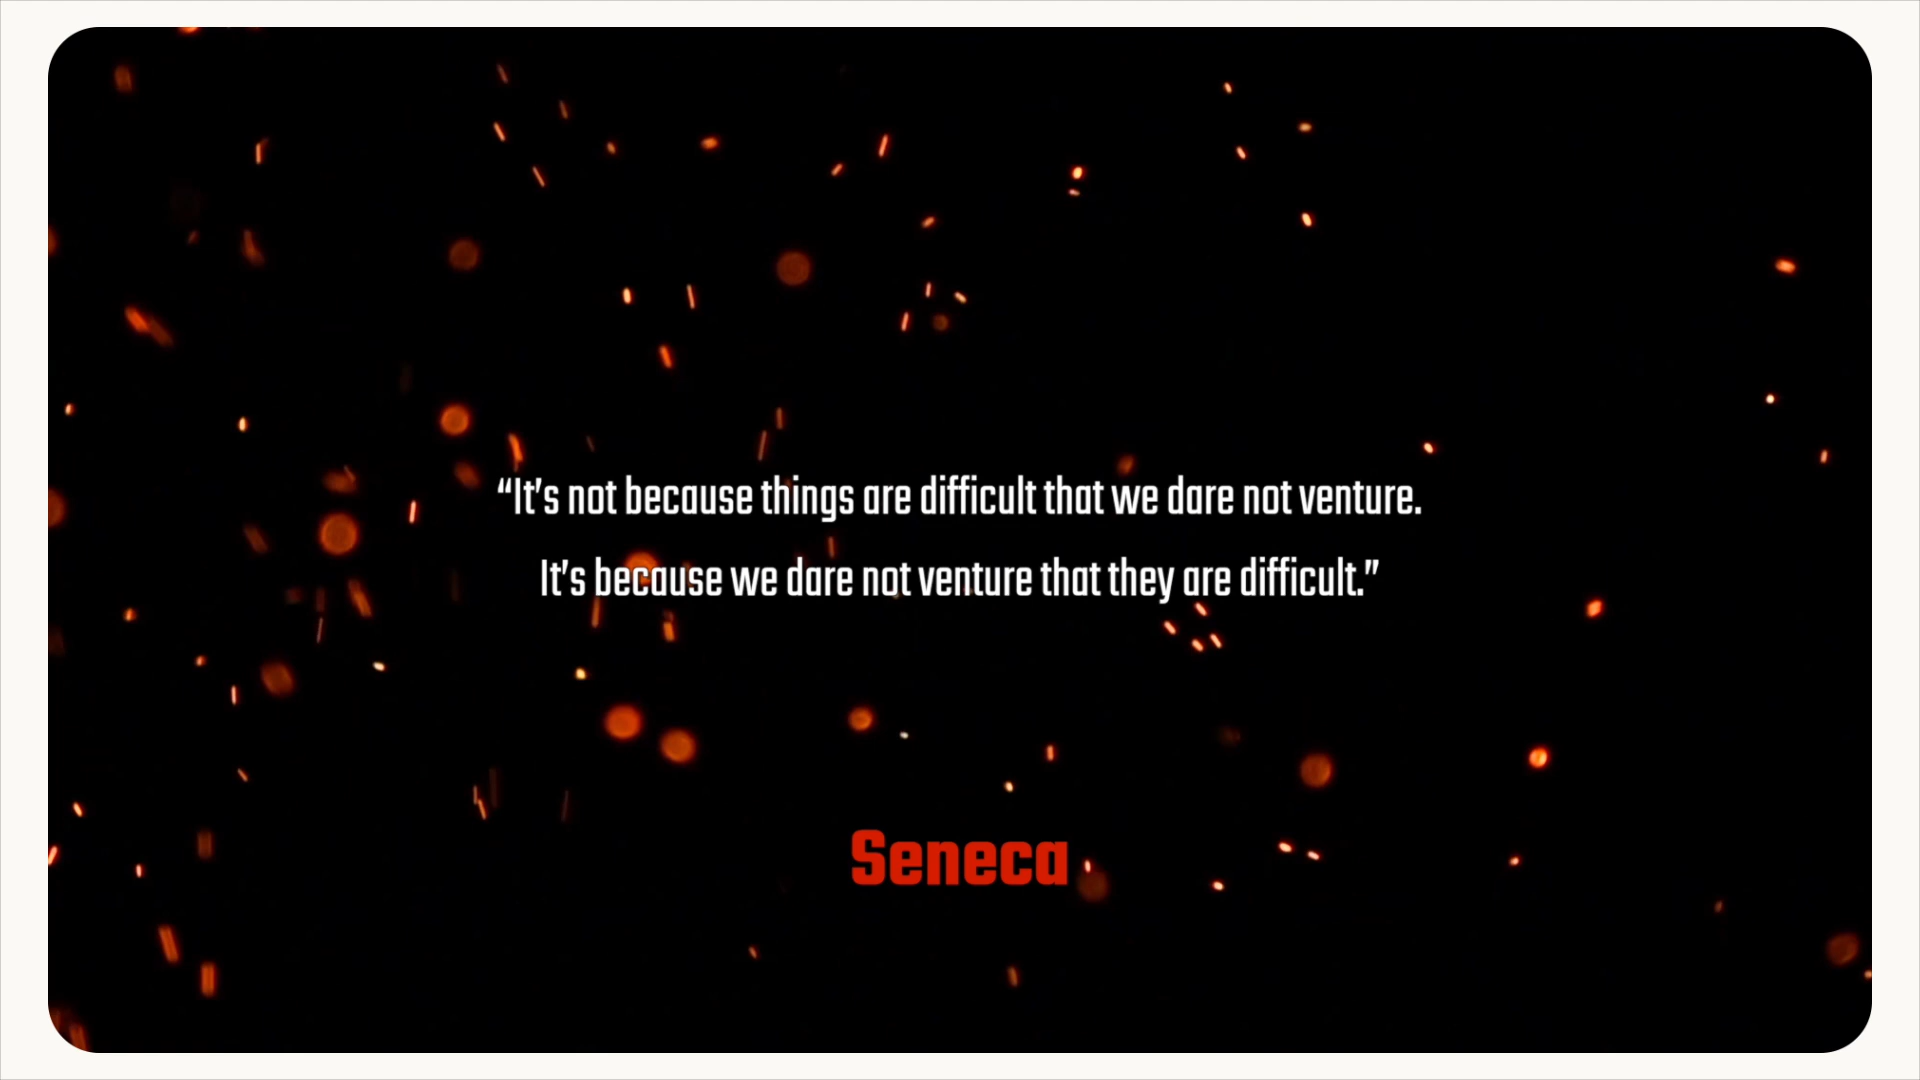 “It’s not because things are difficult that we dare not venture.
It’s because we dare not venture that they are difficult.”
Seneca